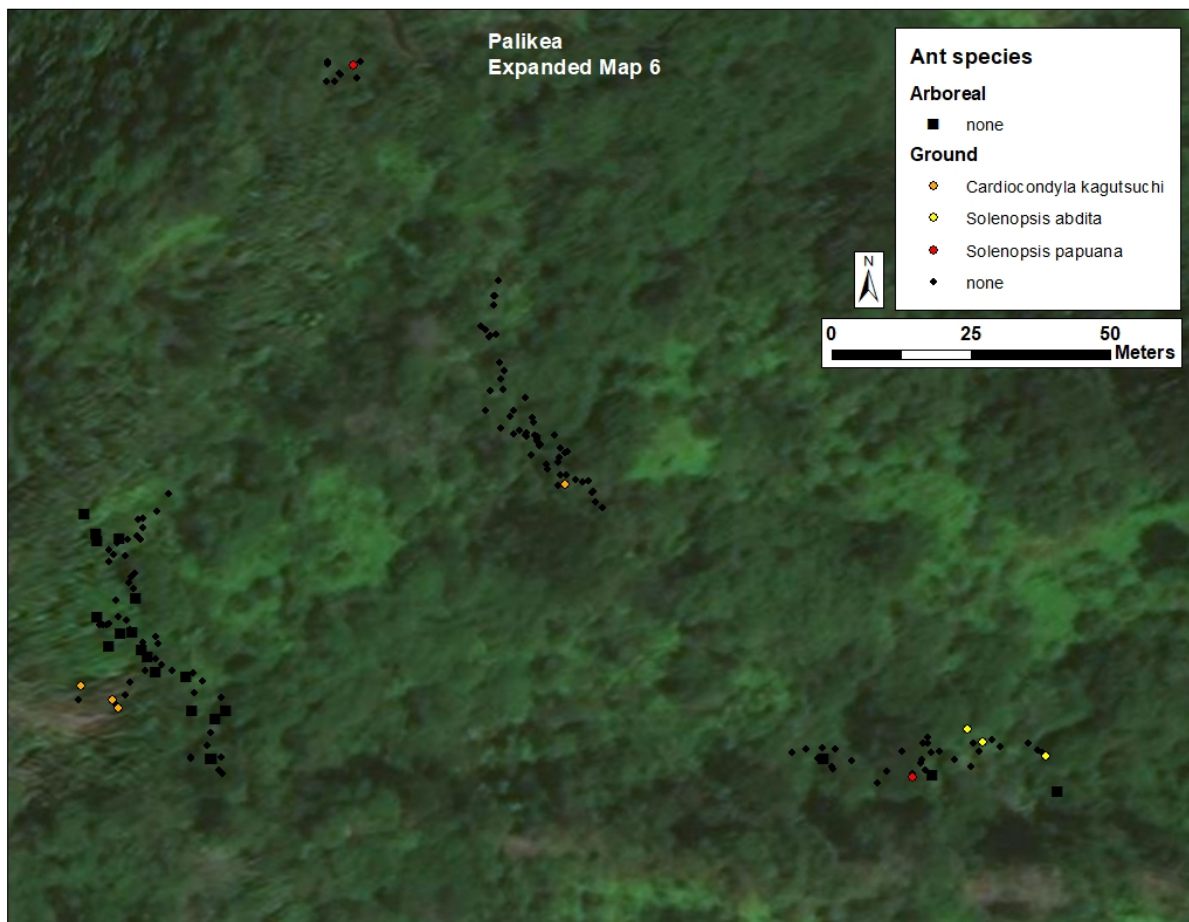 Palikea
Expanded Map 6
Ant species
Arboreal
none
Ground
Cardiocondyla kagutsuchi
Solenopsis abdita
Solenopsis papuana
none
N
0 25 50
Meters